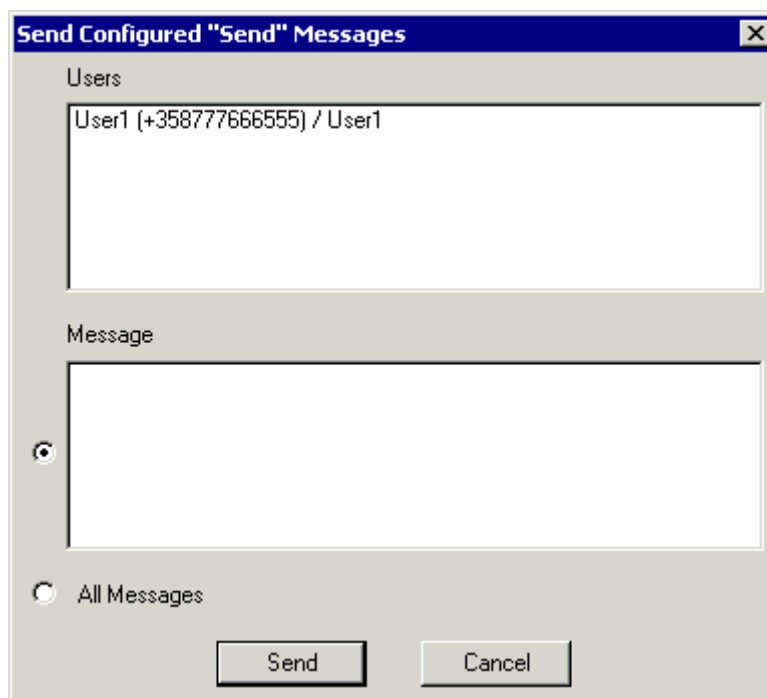 Send Configured "Send" Messages
Users
User1 (+358777666555) / User1
Message
All Messages
Send Cancel